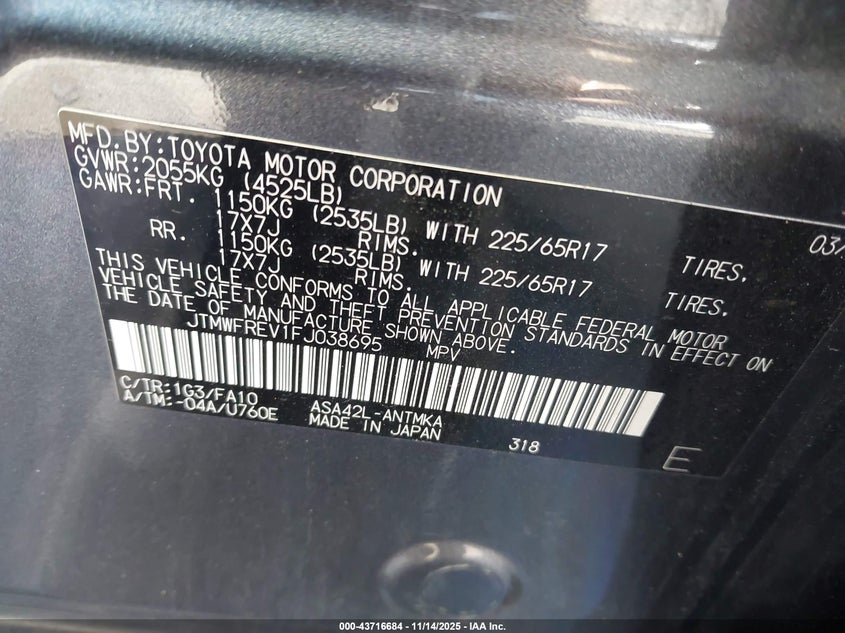 MFD.BY:TOYOTA MOTOR CORPORATION 03/
GVWR:2055KG (4525LB)
GAWR:FRT. 1150KG (2535LB) WITH 225/65R17 TIRES.
17X7J RIMS.
RR. 1150KG (2535LB) WITH 225/65R17 TIRES.
17X7J RIMS.
THIS VEHICLE CONFORMS TO ALL APPLICABLE FEDERAL MOTOR
VEHICLE SAFETY AND THEFT PREVENTION STANDARDS IN EFFECT ON
THE DATE OF MANUFACTURE SHOWN ABOVE.
JTMWFREV1FJ038695 MPV
C/TR:1G3/FA10 ASA42L-ANTMKA
A/TM:-04A/U760E MADE IN JAPAN 318 E
000-43716684 - 11/14/2025 - IAA Inc.